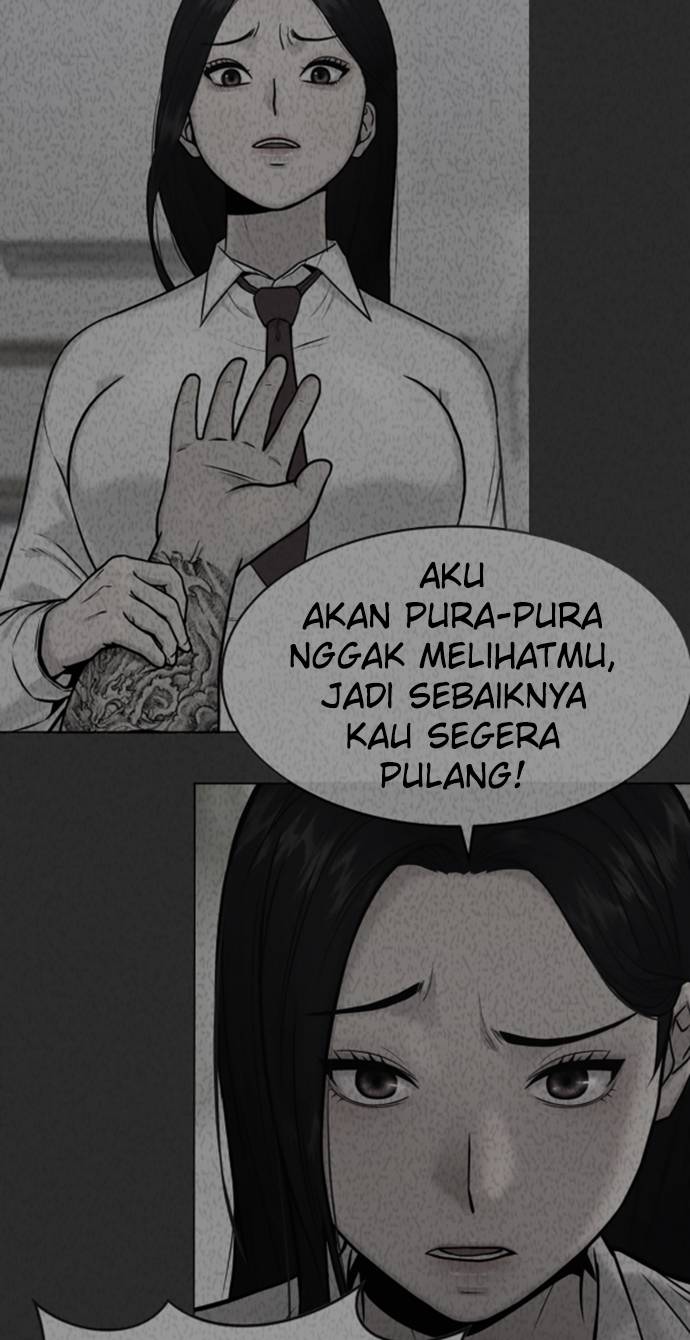 AKU
AKAN PURA-PURA
NGGAK MELIHATMU,
JADI SEBAIKNYA
KAU SEGERA
PULANG!